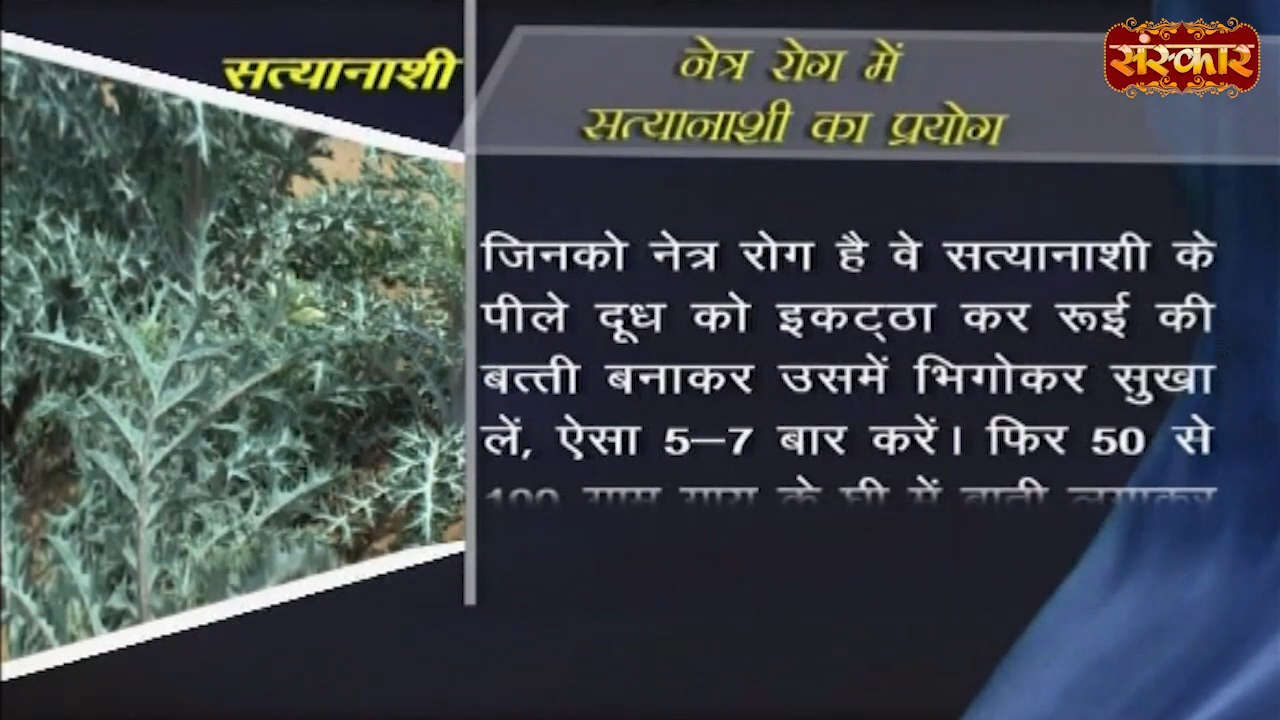 सत्यानाशी
नेत्र रोग में
सत्यानाशी का प्रयोग
संस्कार
जिनको नेत्र रोग है वे सत्यानाशी के
पीले दूध को इकट्ठा कर रूई की
बत्ती बनाकर उसमें भिगोकर सुखा
लें, ऐसा 5–7 बार करें। फिर 50 से